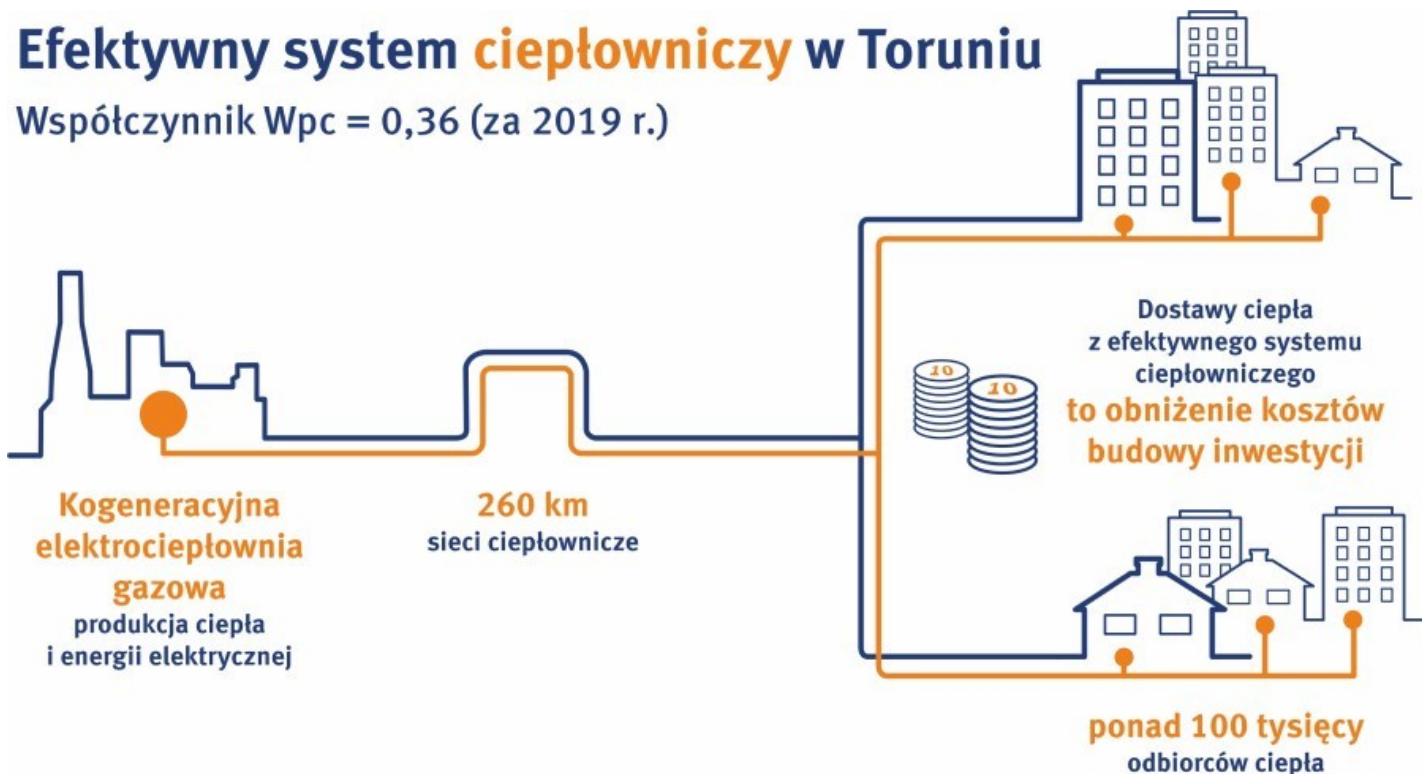 Efektywny system ciepłowniczy w Toruniu
Współczynnik Wpc = 0,36 (za 2019 r.)
Kogeneracyjna
elektrociepłownia
gazowa
produkcja ciepła
i energii elektrycznej
260 km
sieci ciepłownicze
10
10
Dostawy ciepła
z efektywnego systemu
ciepłowniczego
to obniżenie kosztów
budowy inwestycji
ponad 100 tysięcy
odbiorców ciepła